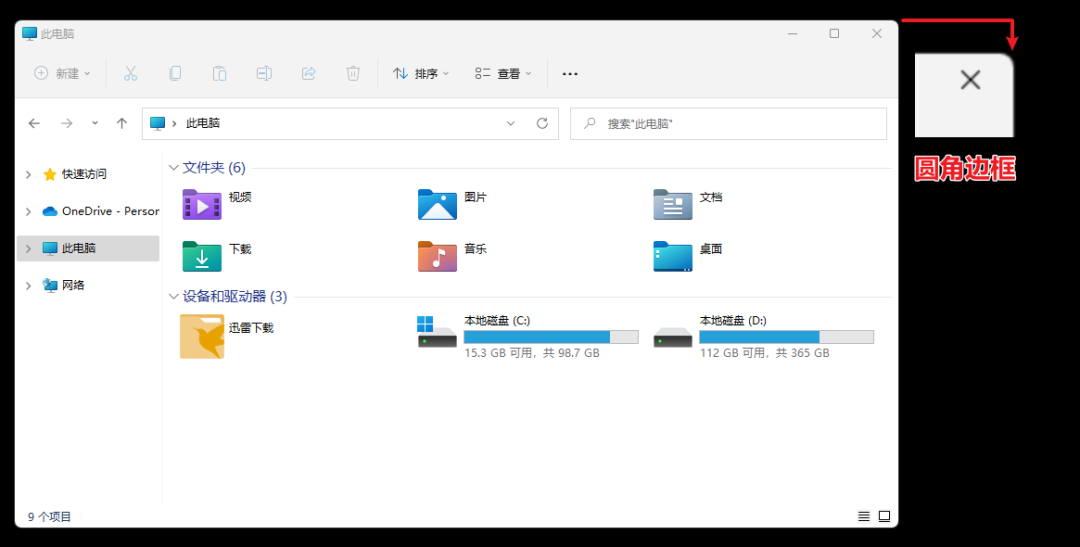 此电脑
新建
排序
查看
此电脑
搜索"此电脑"
快速访问
OneDrive - Persor
此电脑
网络
文件夹 (6)
视频
图片
文档
下载
音乐
桌面
设备和驱动器 (3)
迅雷下载
本地磁盘 (C:)
15.3 GB 可用，共 98.7 GB
本地磁盘 (D:)
112 GB 可用，共 365 GB
9 个项目
圆角边框